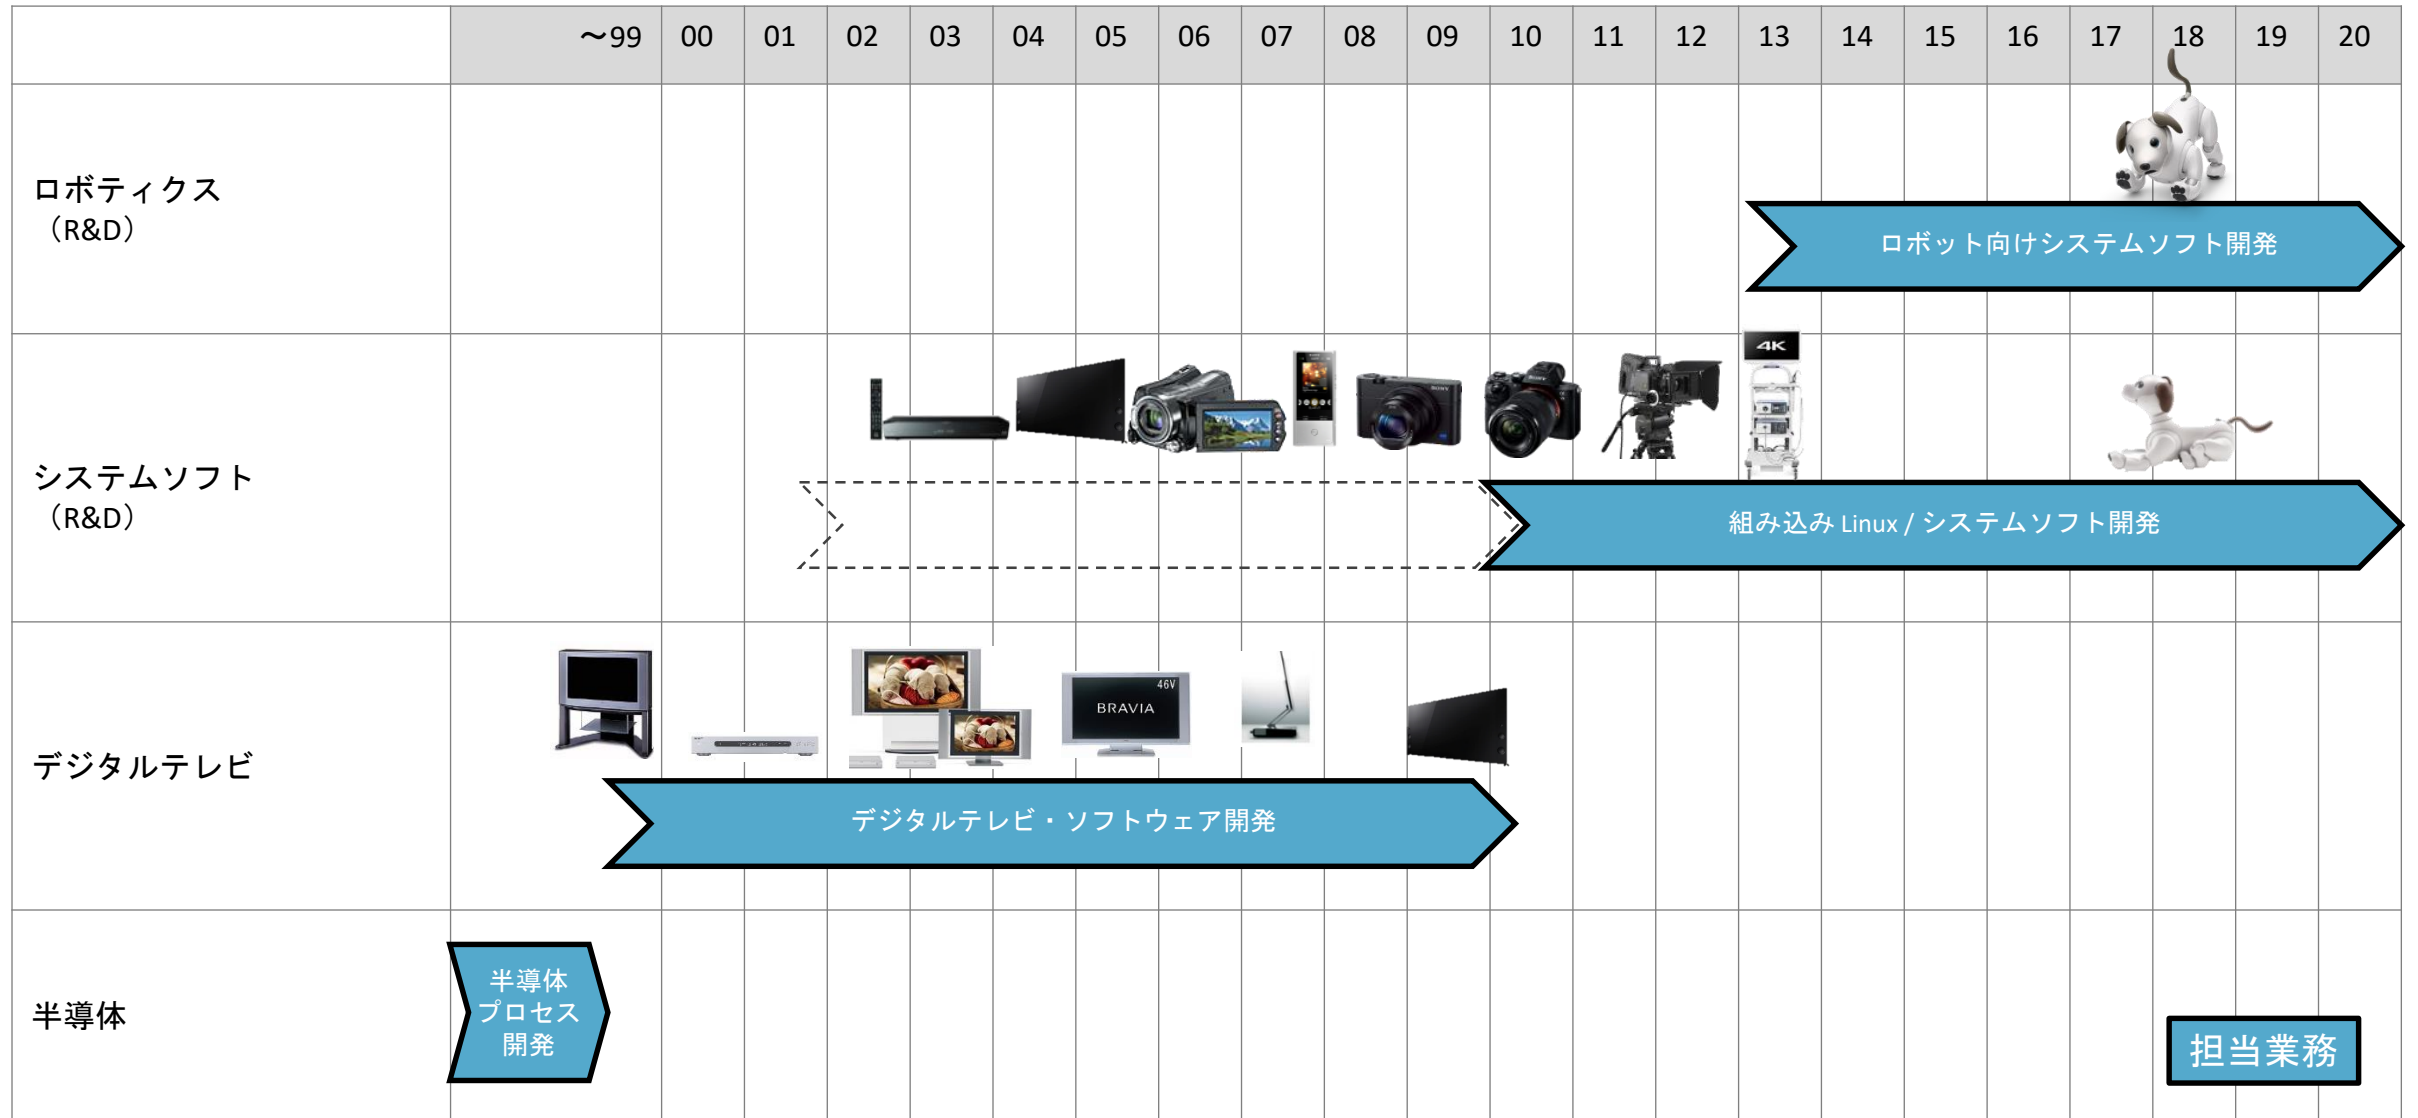 ～99 00 01 02 03 04 05 06 07 08 09 10 11 12 13 14 15 16 17 18 19 20
ロボティクス
（R&D）
ロボット向けシステムソフト開発
システムソフト
（R&D）
4K
SONY
組み込み Linux / システムソフト開発
デジタルテレビ
46V
BRAVIA
デジタルテレビ・ソフトウェア開発
半導体
半導体
プロセス
開発
担当業務